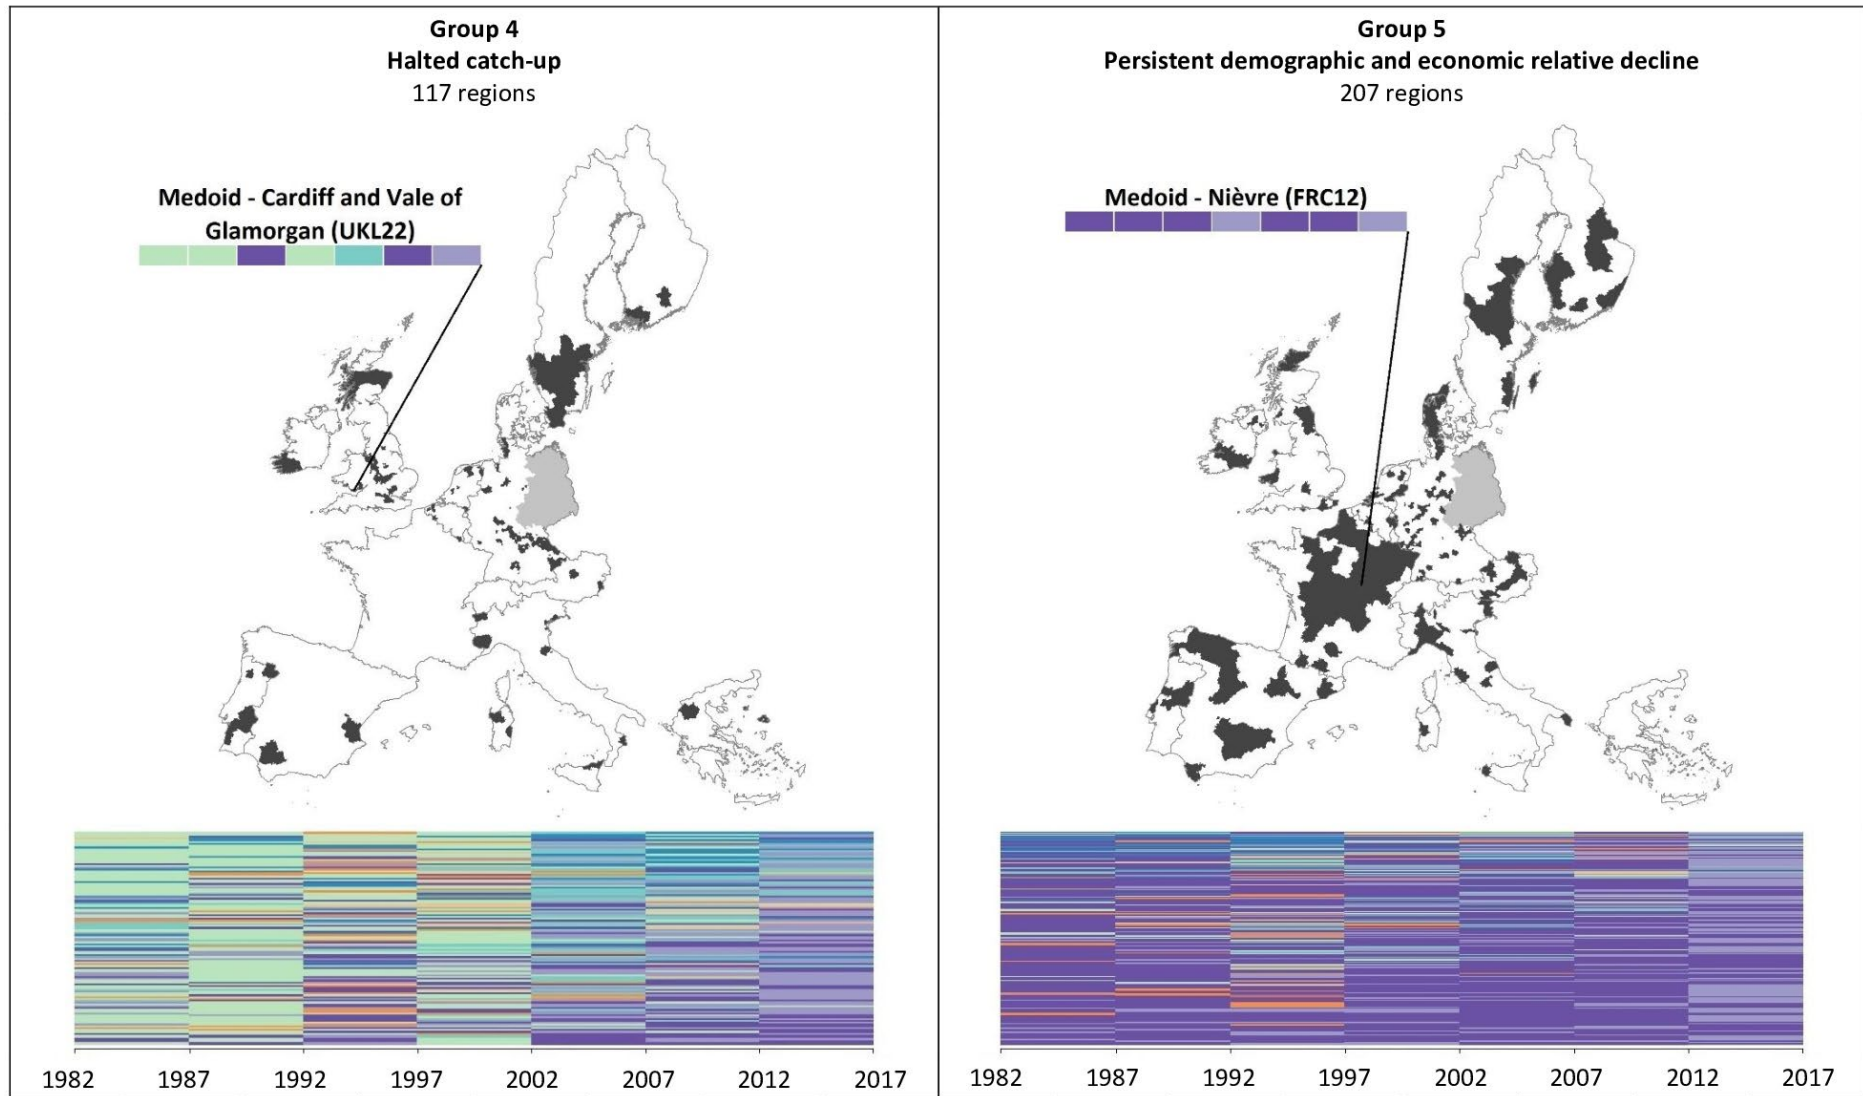 Group 4
Halted catch-up
117 regions
Medoid - Cardiff and Vale of
Glamorgan (UKL22)
1982 1987 1992 1997 2002 2007 2012 2017
Group 5
Persistent demographic and economic relative decline
207 regions
Medoid - Nièvre (FRC12)
1982 1987 1992 1997 2002 2007 2012 2017